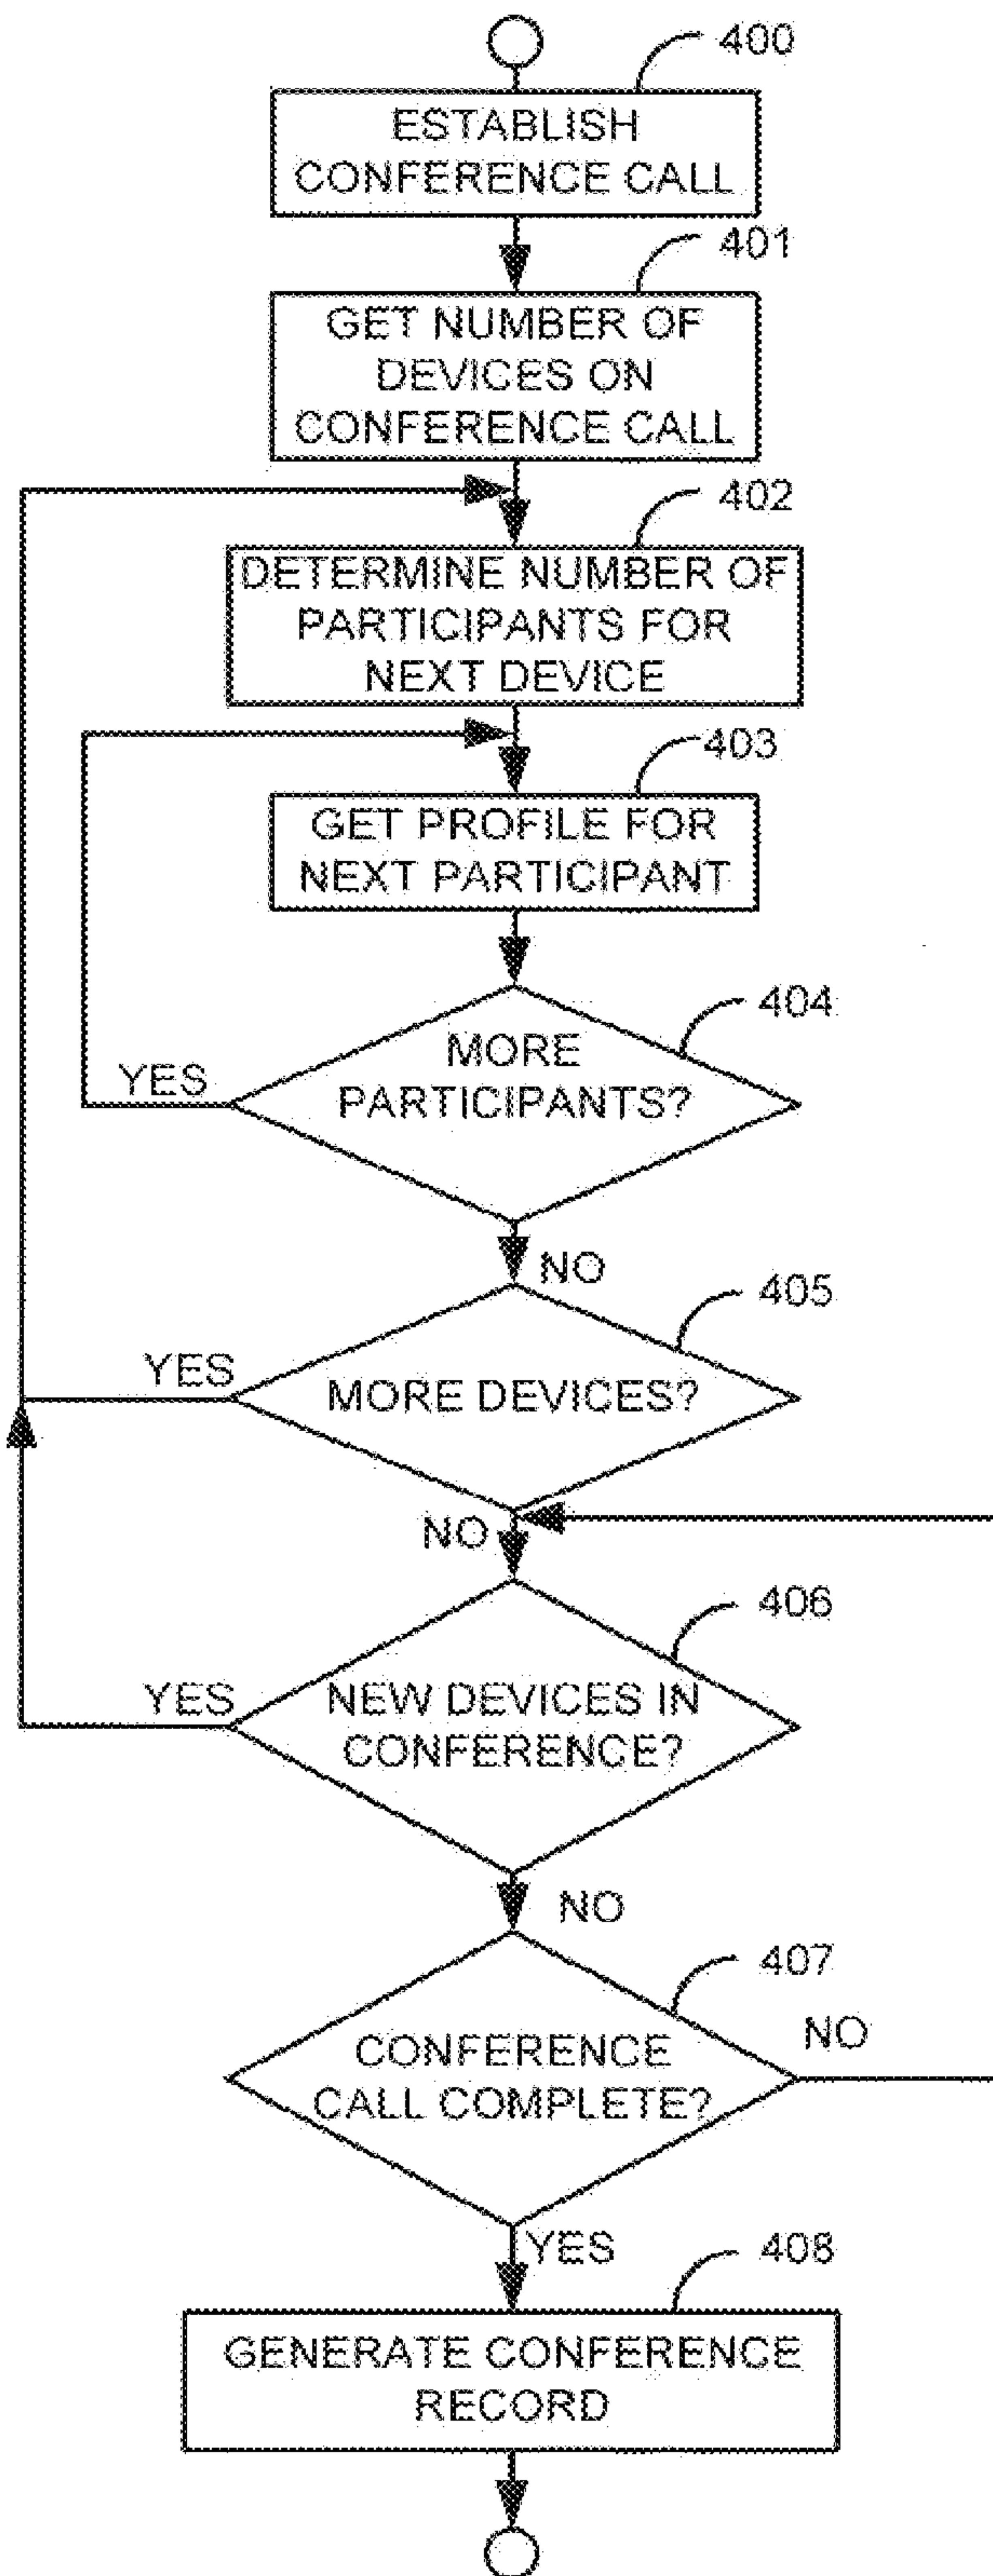 400
ESTABLISH
CONFERENCE CALL
401
GET NUMBER OF
DEVICES ON
CONFERENCE CALL
402
DETERMINE NUMBER OF
PARTICIPANTS FOR
NEXT DEVICE
403
GET PROFILE FOR
NEXT PARTICIPANT
404
MORE
PARTICIPANTS?
YES
NO
405
MORE DEVICES?
YES
NO
406
NEW DEVICES IN
CONFERENCE?
YES
NO
407
CONFERENCE
CALL COMPLETE?
NO
YES
408
GENERATE CONFERENCE
RECORD